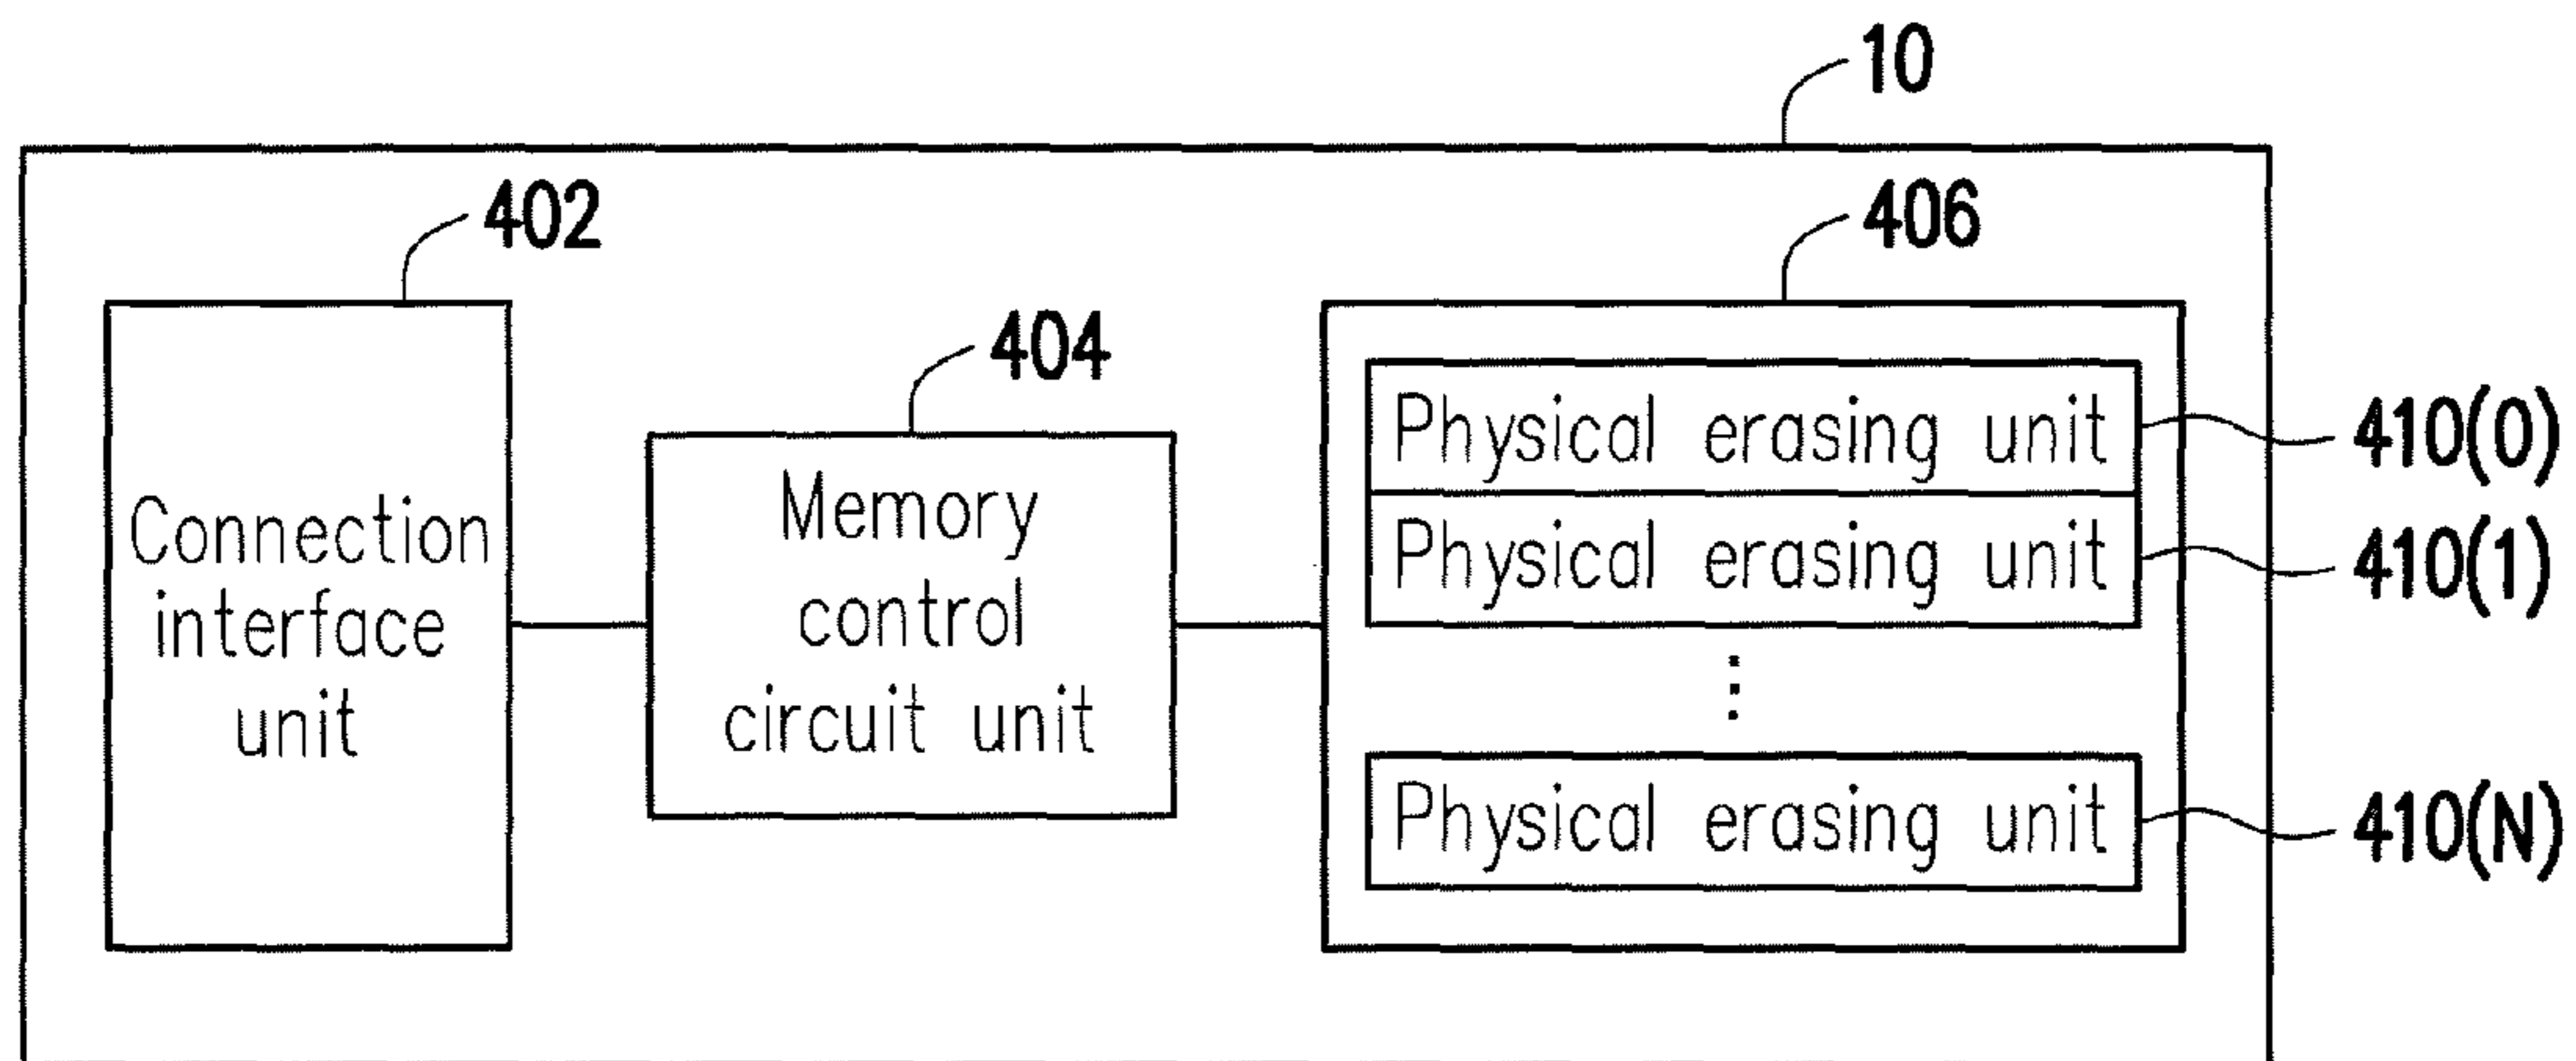 10
402
406
404
Connection
interface
unit
Memory
control
circuit unit
Physical erasing unit
410(0)
Physical erasing unit
410(1)
⋮
Physical erasing unit
410(N)